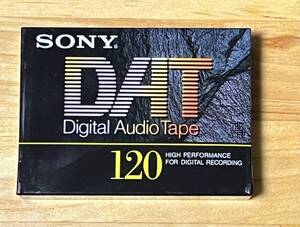 SONY.
DAT
Digital Audio Tape
120
HIGH PERFORMANCE
FOR DIGITAL RECORDING